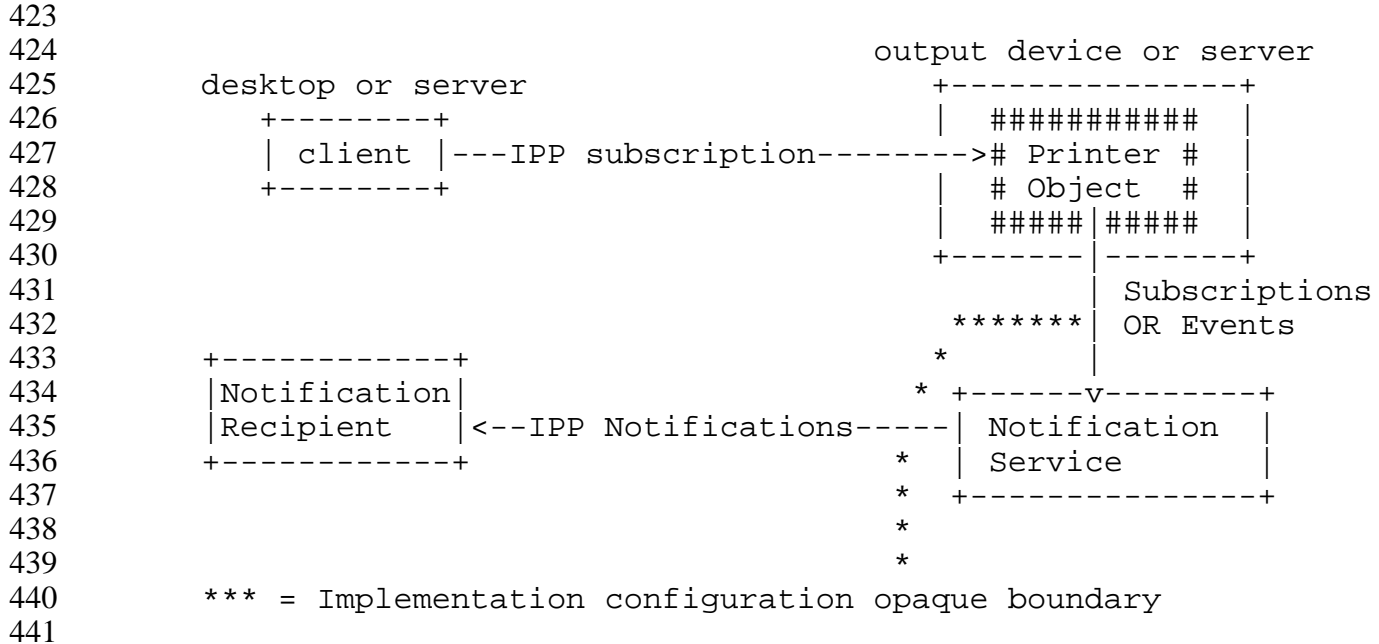 423
424                                                  output device or server
425          desktop or server                           +---------------+
426             +--------+                               |  ###########  |
427             | client |---IPP subscription--------># Printer #  |
428             +--------+                               |  # Object  #  |
429                                                      |  #####|#####  |
430                                                      +-------|-------+
431                                                              | Subscriptions
432                                                       *******| OR Events
433          +------------+                              *       |
434          |Notification|                             * +------v--------+
435          |Recipient   |<--IPP Notifications-----| Notification  |
436          +------------+                            *  | Service       |
437                                                    *  +---------------+
438                                                    *
439                                                    *
440          *** = Implementation configuration opaque boundary
441